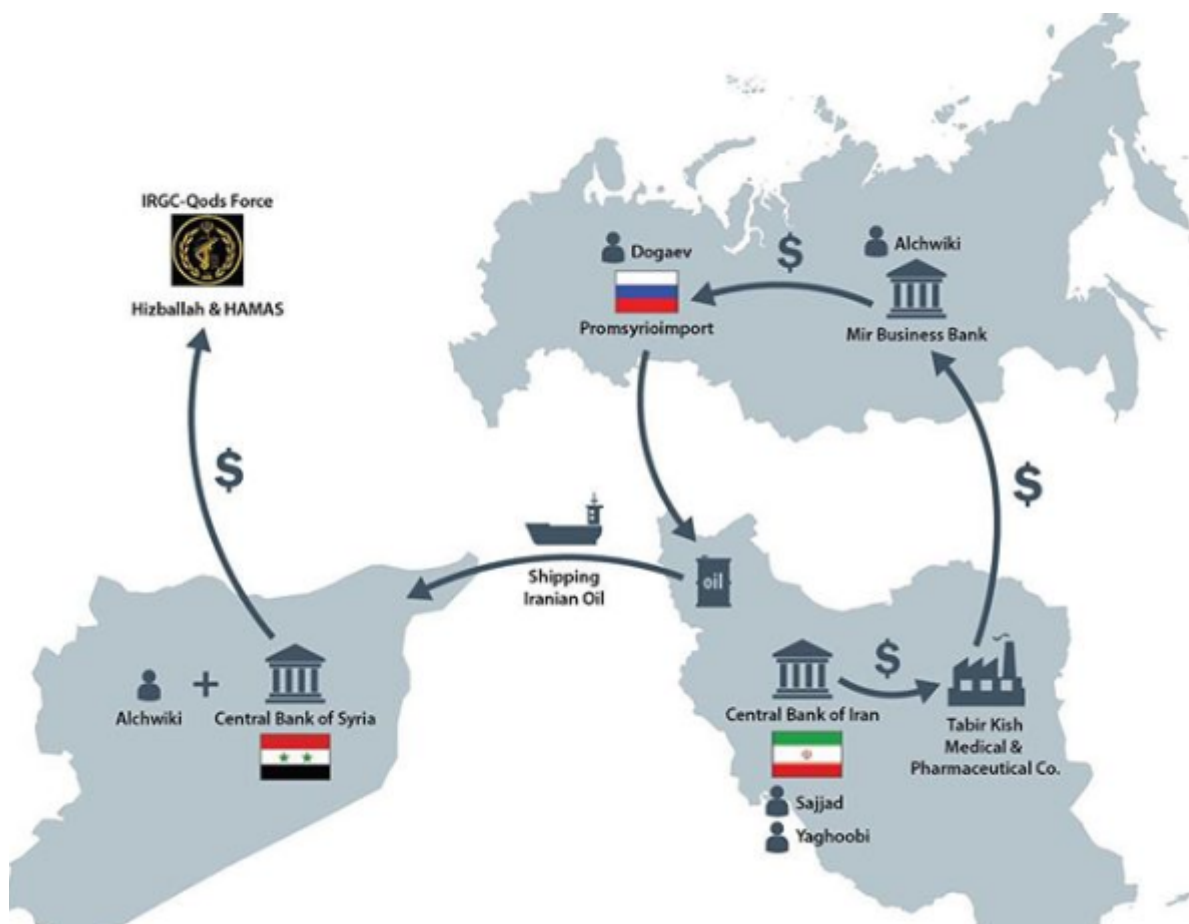 IRGC-Qods Force
Hizballah & HAMAS
Dogaev
Promsyrioimport
$
Alchwiki
Mir Business Bank
$
$
Shipping
Iranian Oil
oil
Alchwiki
+
Central Bank of Syria
Central Bank of Iran
$
Tabir Kish
Medical &
Pharmaceutical Co.
Sajjad
Yaghoobi